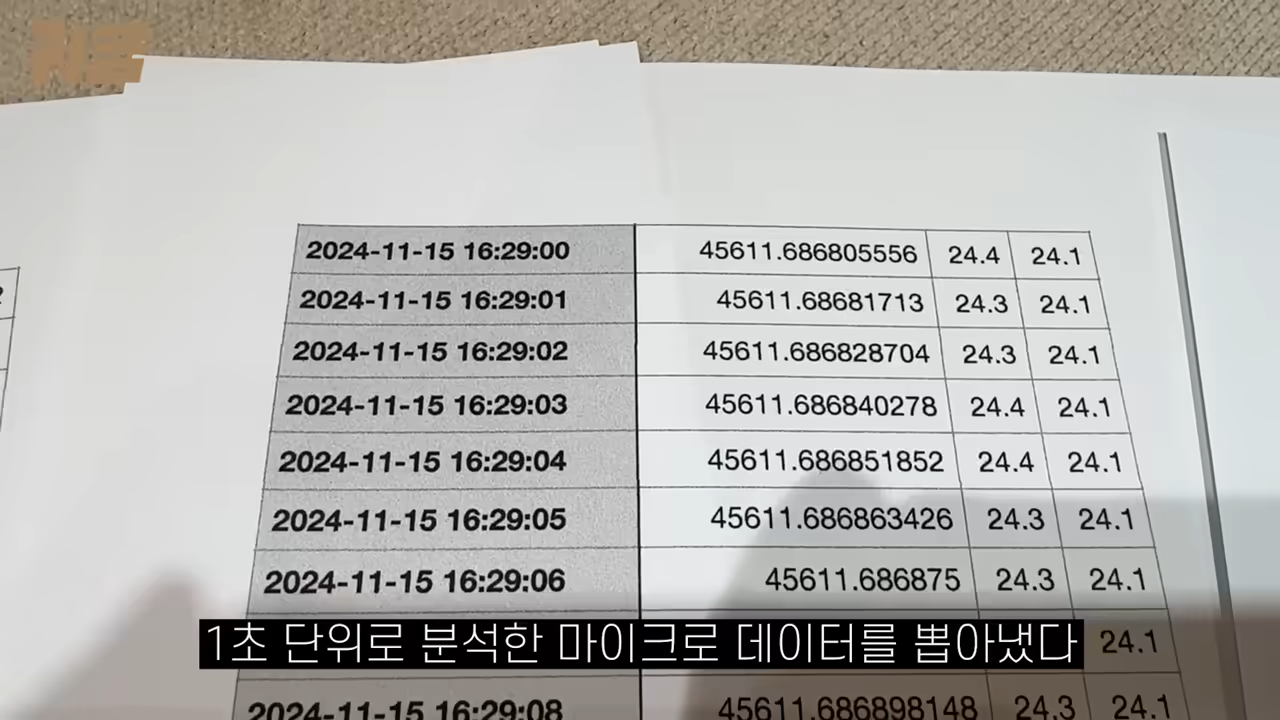 2024-11-15 16:29:00 45611.686805556 24.4 24.1
2024-11-15 16:29:01 45611.68681713 24.3 24.1
2024-11-15 16:29:02 45611.686828704 24.3 24.1
2024-11-15 16:29:03 45611.686840278 24.4 24.1
2024-11-15 16:29:04 45611.686851852 24.4 24.1
2024-11-15 16:29:05 45611.686863426 24.3 24.1
2024-11-15 16:29:06 45611.686875 24.3 24.1
24.1
1초 단위로 분석한 마이크로 데이터를 뽑아냈다
2024-11-15 16:29:08 45611.686898148 24.3 24.1